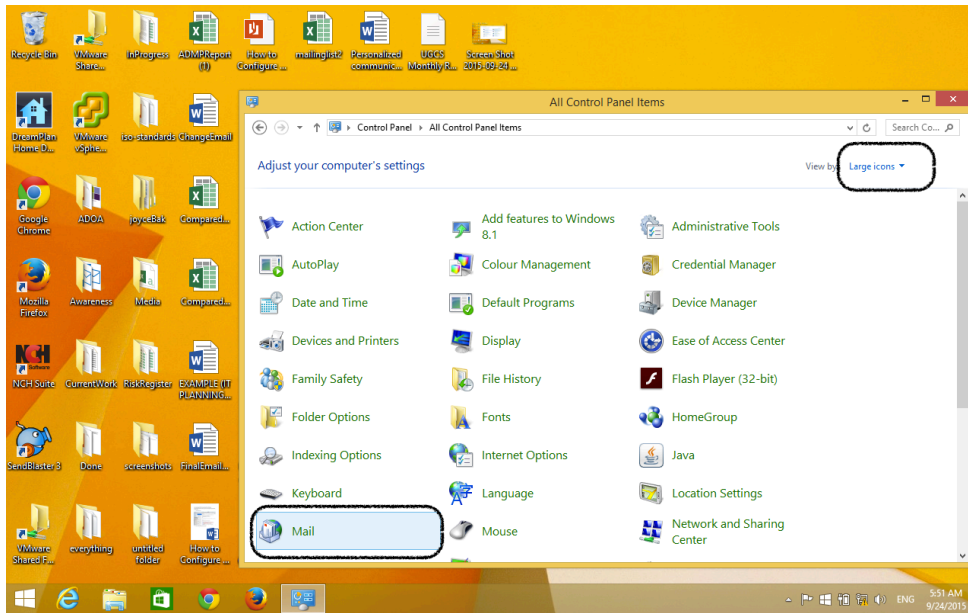 Recycle Bin
VMware Share...
InProgress
ADMPReport (1)
How to Configure ...
mailinglist2
Personalized communic...
UGCS Monthly R...
Screen Shot 2015-09-24 ...
DreamPlan Home D...
VMware vSphe...
iso-standards
ChangeEmail
Google Chrome
ADOA
joyceBak
Compared...
Mozilla Firefox
Awareness
Media
Compared...
NCH Suite
CurrentWork
RiskRegister
EXAMPLE (IT PLANNING...
SendBlaster 3
Done
screenshots
FinalEmail...
VMware Shared F...
everything
untitled folder
How to Configure ...
All Control Panel Items
Control Panel
All Control Panel Items
Search Co...
Adjust your computer's settings
View by:
Large icons
Action Center
Add features to Windows 8.1
Administrative Tools
AutoPlay
Colour Management
Credential Manager
Date and Time
Default Programs
Device Manager
Devices and Printers
Display
Ease of Access Center
Family Safety
File History
Flash Player (32-bit)
Folder Options
Fonts
HomeGroup
Indexing Options
Internet Options
Java
Keyboard
Language
Location Settings
Mail
Mouse
Network and Sharing Center
ENG
5:51 AM
9/24/2015